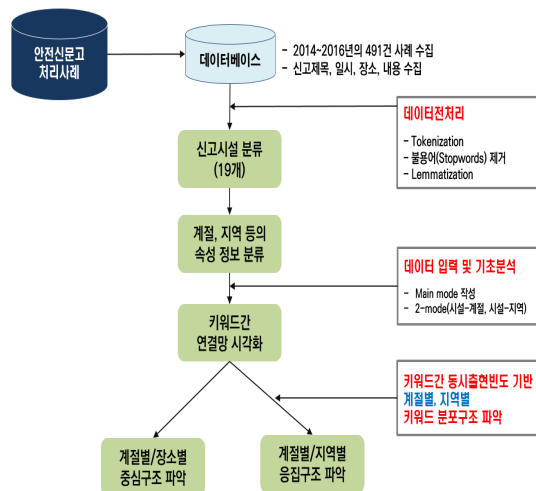 안전신문고
처리사례
데이터베이스
- 2014~2016년의 491건 사례 수집
- 신고제목, 일시, 장소, 내용 수집
데이터전처리
- Tokenization
- 불용어(Stopwords) 제거
- Lemmatization
신고시설 분류
(19개)
계절, 지역 등의
속성 정보 분류
데이터 입력 및 기초분석
- Main mode 작성
- 2-mode(시설-계절, 시설-지역)
키워드간
연결망 시각화
키워드간 동시출현빈도 기반
계절별, 지역별
키워드 분포구조 파악
계절별/장소별
중심구조 파악
계절별/지역별
응집구조 파악